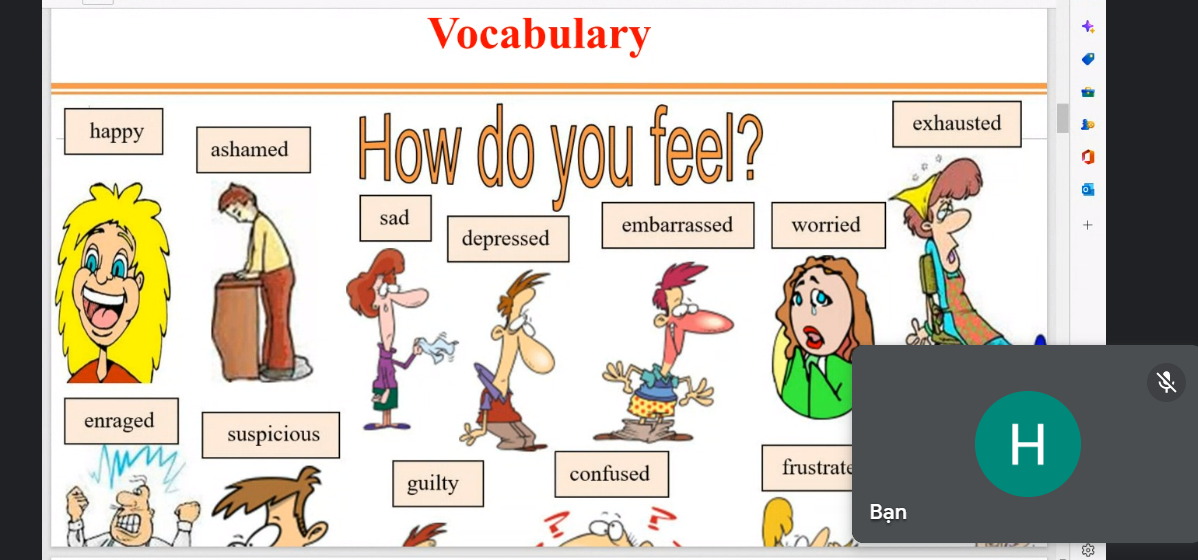 Vocabulary
How do you feel?
happy
ashamed
exhausted
sad
depressed
embarrassed
worried
enraged
suspicious
guilty
confused
frustrate
H
Bạn